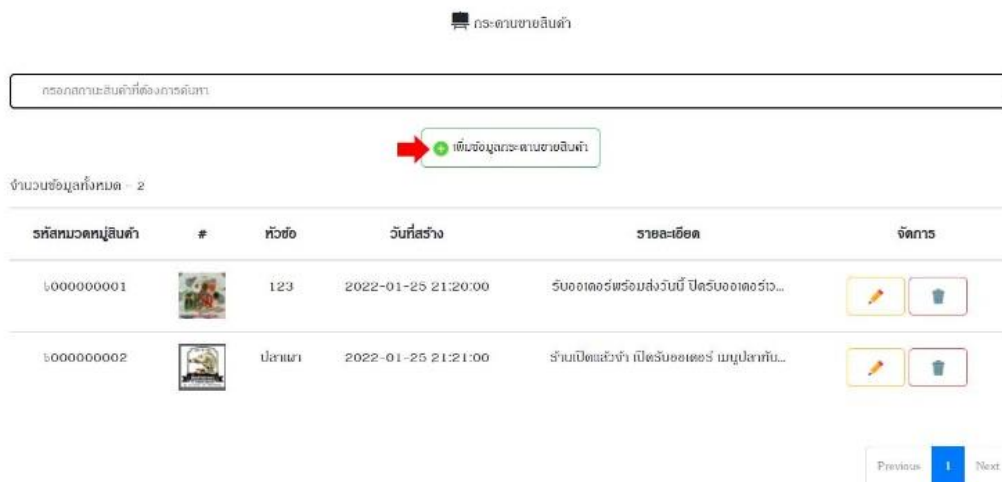 กระดานขายสินค้า
กรอกสถานะสินค้าที่ต้องการค้นหา
เพิ่มข้อมูลกระดานขายสินค้า
จำนวนข้อมูลทั้งหมด - 2
รหัสหมวดหมู่สินค้า # หัวข้อ วันที่สร้าง รายละเอียด จัดการ
b000000001 123 2022-01-25 21:20:00 รับออเดอร์พร้อมส่งวันนี้ ปิดรับออเดอร์เว...
b000000002 ปลาเผา 2022-01-25 21:21:00 ร้านเปิดแล้วจ้า เปิดรับออเดอร์ เมนูปลาทับ...
Previous 1 Next